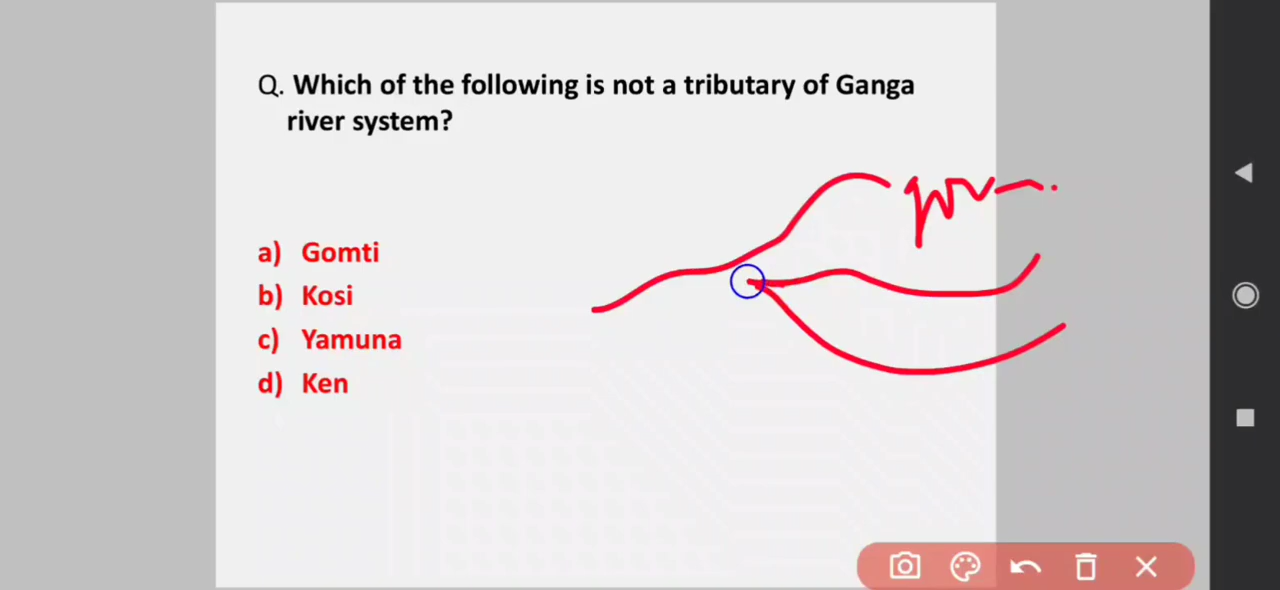 Q. Which of the following is not a tributary of Ganga
river system?
a) Gomti
b) Kosi
c) Yamuna
d) Ken